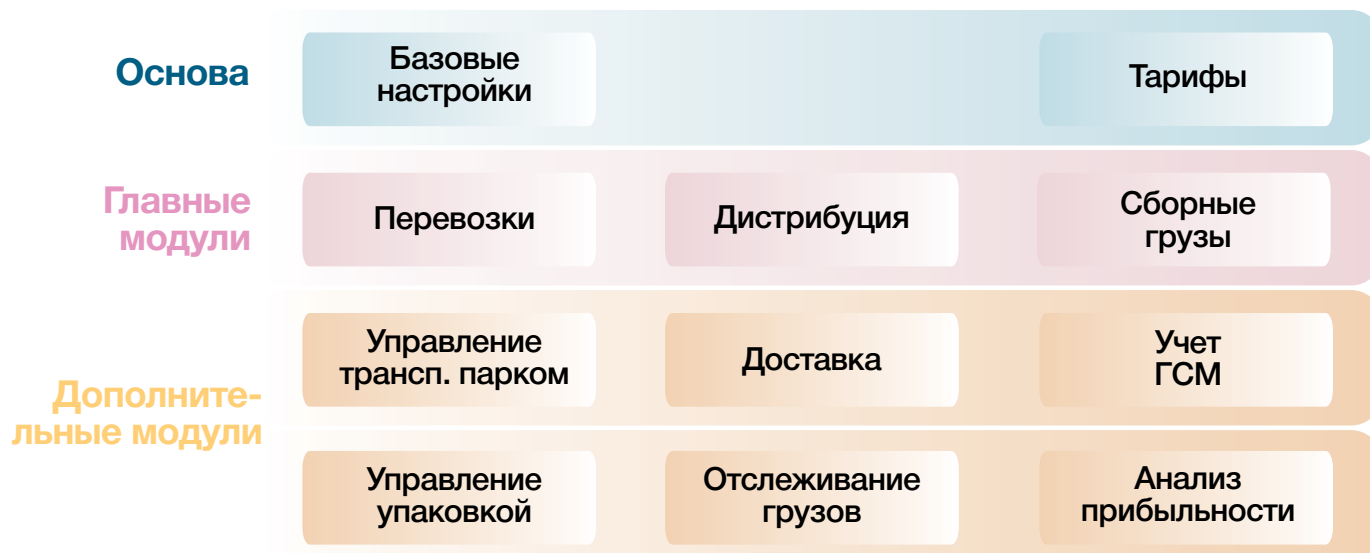 Основа
Базовые
настройки
Тарифы
Главные
модули
Перевозки
Дистрибуция
Сборные
грузы
Дополните-
льные модули
Управление
трансп. парком
Доставка
Учет
ГСМ
Управление
упаковкой
Отслеживание
грузов
Анализ
прибыльности